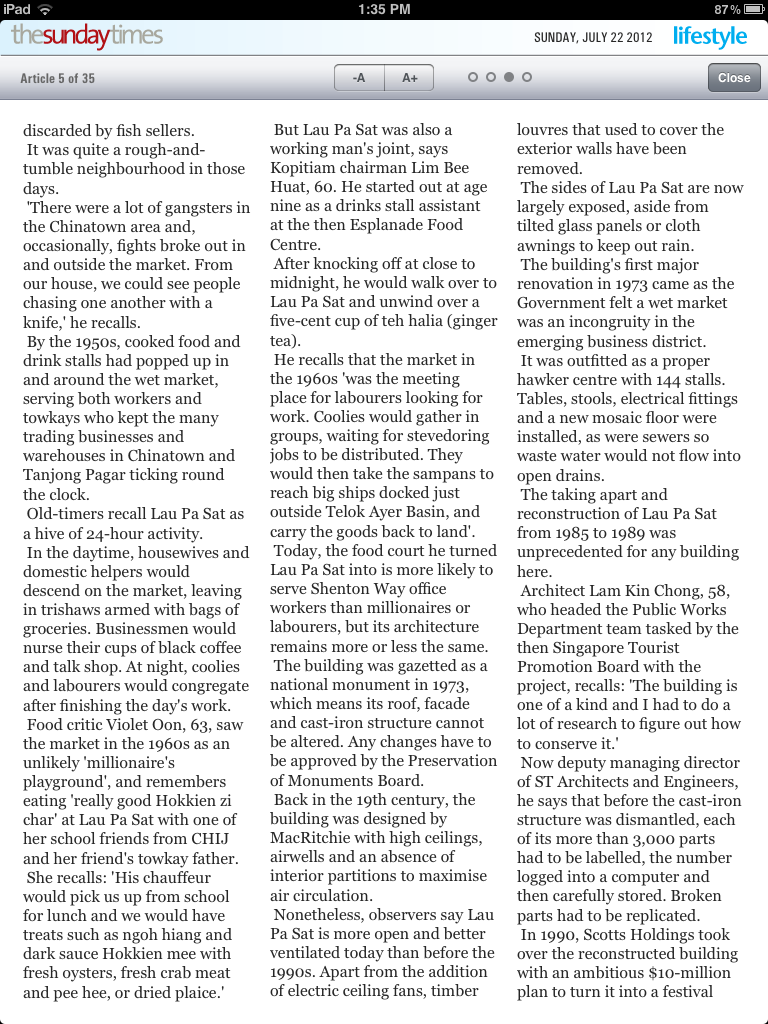 iPad
1:35 PM
87%
thesundaytimes
SUNDAY, JULY 22 2012
lifestyle
Article 5 of 35
-A
A+
Close
discarded by fish sellers.
It was quite a rough-and-
tumble neighbourhood in those
days.
'There were a lot of gangsters in
the Chinatown area and,
occasionally, fights broke out in
and outside the market. From
our house, we could see people
chasing one another with a
knife,' he recalls.
By the 1950s, cooked food and
drink stalls had popped up in
and around the wet market,
serving both workers and
towkays who kept the many
trading businesses and
warehouses in Chinatown and
Tanjong Pagar ticking round
the clock.
Old-timers recall Lau Pa Sat as
a hive of 24-hour activity.
In the daytime, housewives and
domestic helpers would
descend on the market, leaving
in trishaws armed with bags of
groceries. Businessmen would
nurse their cups of black coffee
and talk shop. At night, coolies
and labourers would congregate
after finishing the day's work.
Food critic Violet Oon, 63, saw
the market in the 1960s as an
unlikely 'millionaire's
playground', and remembers
eating 'really good Hokkien zi
char' at Lau Pa Sat with one of
her school friends from CHIJ
and her friend's towkay father.
She recalls: 'His chauffeur
would pick us up from school
for lunch and we would have
treats such as ngoh hiang and
dark sauce Hokkien mee with
fresh oysters, fresh crab meat
and pee hee, or dried plaice.'
But Lau Pa Sat was also a
working man's joint, says
Kopitiam chairman Lim Bee
Huat, 60. He started out at age
nine as a drinks stall assistant
at the then Esplanade Food
Centre.
After knocking off at close to
midnight, he would walk over to
Lau Pa Sat and unwind over a
five-cent cup of teh halia (ginger
tea).
He recalls that the market in
the 1960s 'was the meeting
place for labourers looking for
work. Coolies would gather in
groups, waiting for stevedoring
jobs to be distributed. They
would then take the sampans to
reach big ships docked just
outside Telok Ayer Basin, and
carry the goods back to land'.
Today, the food court he turned
Lau Pa Sat into is more likely to
serve Shenton Way office
workers than millionaires or
labourers, but its architecture
remains more or less the same.
The building was gazetted as a
national monument in 1973,
which means its roof, facade
and cast-iron structure cannot
be altered. Any changes have to
be approved by the Preservation
of Monuments Board.
Back in the 19th century, the
building was designed by
MacRitchie with high ceilings,
airwells and an absence of
interior partitions to maximise
air circulation.
Nonetheless, observers say Lau
Pa Sat is more open and better
ventilated today than before the
1990s. Apart from the addition
of electric ceiling fans, timber
louvres that used to cover the
exterior walls have been
removed.
The sides of Lau Pa Sat are now
largely exposed, aside from
tilted glass panels or cloth
awnings to keep out rain.
The building's first major
renovation in 1973 came as the
Government felt a wet market
was an incongruity in the
emerging business district.
It was outfitted as a proper
hawker centre with 144 stalls.
Tables, stools, electrical fittings
and a new mosaic floor were
installed, as were sewers so
waste water would not flow into
open drains.
The taking apart and
reconstruction of Lau Pa Sat
from 1985 to 1989 was
unprecedented for any building
here.
Architect Lam Kin Chong, 58,
who headed the Public Works
Department team tasked by the
then Singapore Tourist
Promotion Board with the
project, recalls: 'The building is
one of a kind and I had to do a
lot of research to figure out how
to conserve it.'
Now deputy managing director
of ST Architects and Engineers,
he says that before the cast-iron
structure was dismantled, each
of its more than 3,000 parts
had to be labelled, the number
logged into a computer and
then carefully stored. Broken
parts had to be replicated.
In 1990, Scotts Holdings took
over the reconstructed building
with an ambitious $10-million
plan to turn it into a festival